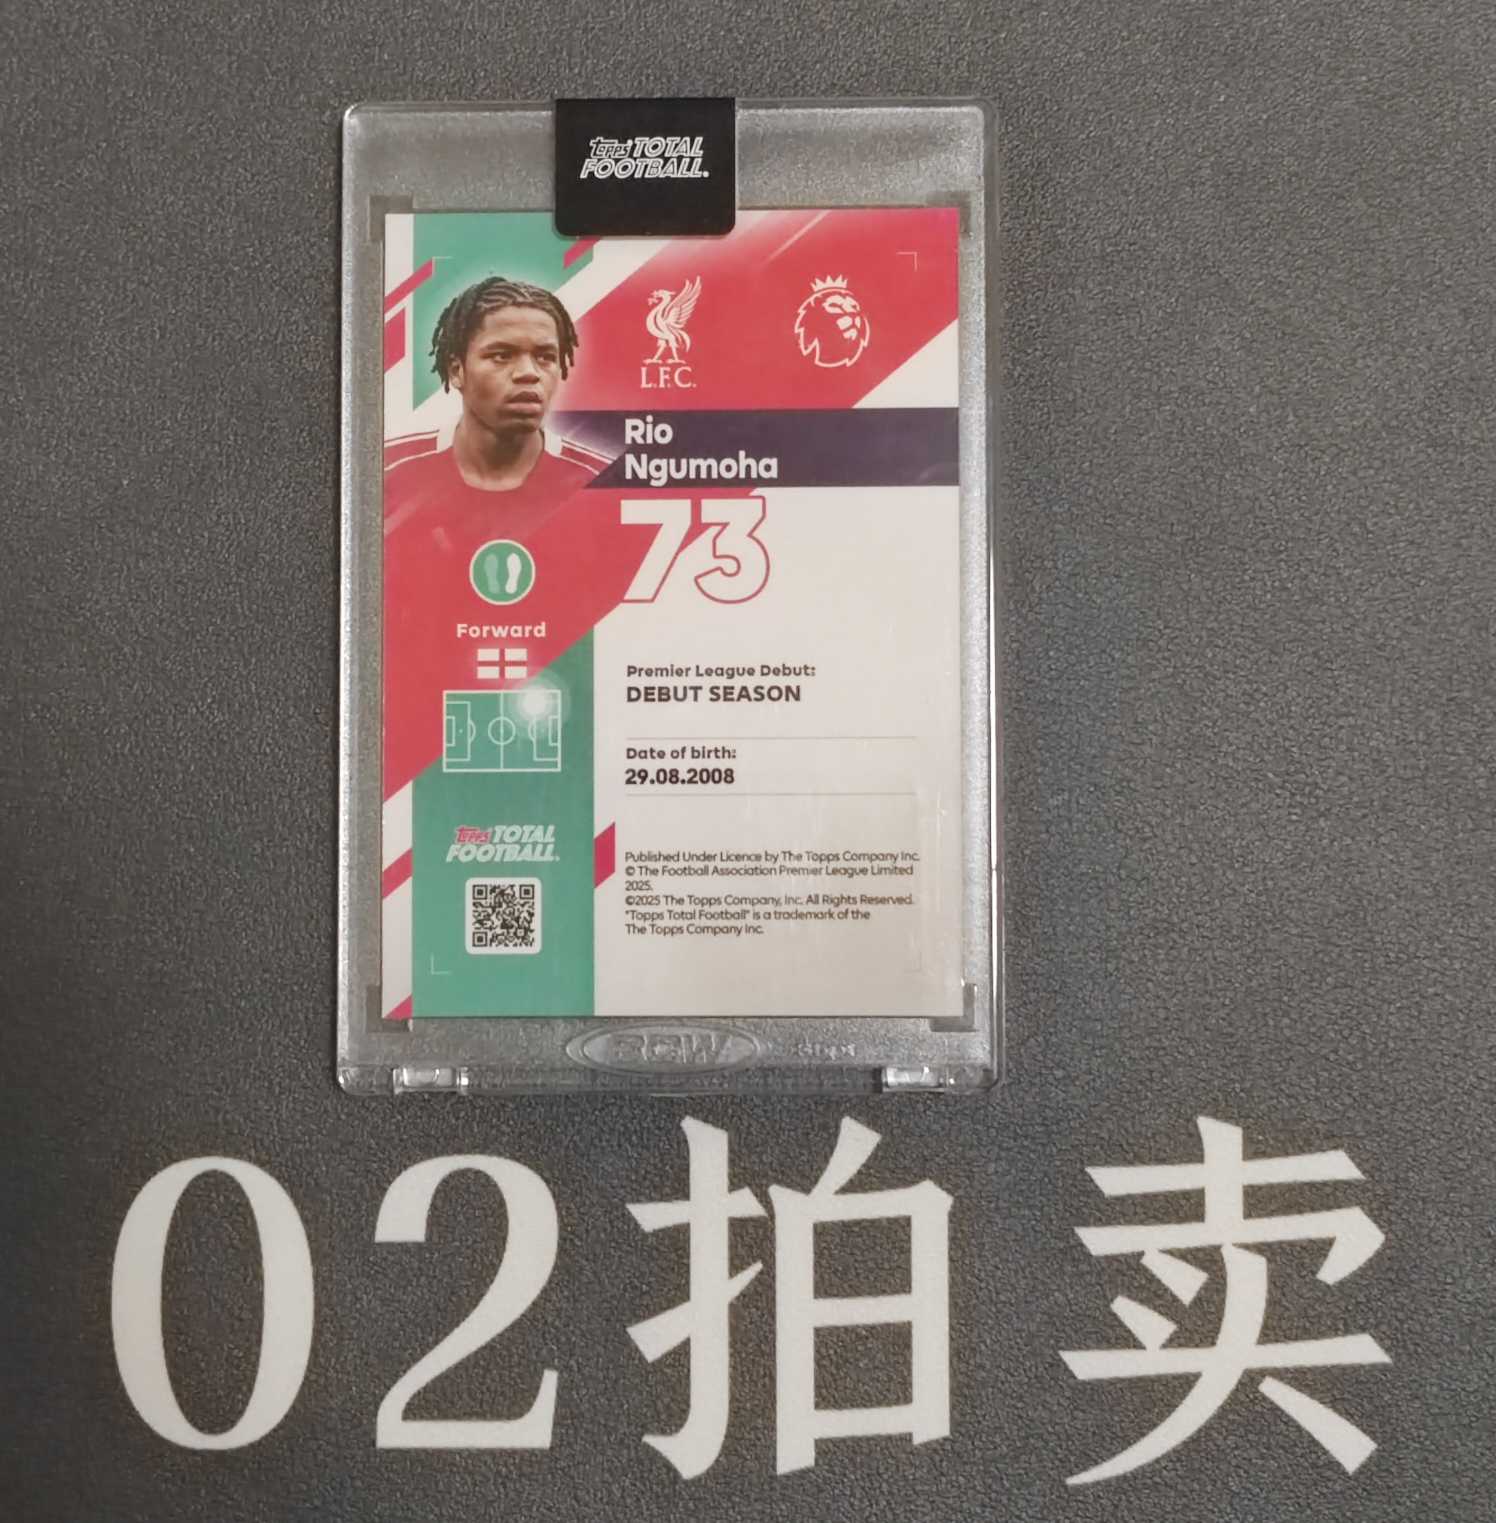 Topps TOTAL
FOOTBALL.
L.F.C.
Rio
Ngumoha
73
Forward
Premier League Debut:
DEBUT SEASON
Date of birth:
29.08.2008
Topps TOTAL
FOOTBALL.
Published Under Licence by The Topps Company Inc.
© The Football Association Premier League Limited
2025.
©2025 The Topps Company, Inc. All Rights Reserved.
"Topps Total Football" is a trademark of the
The Topps Company Inc.
02拍卖